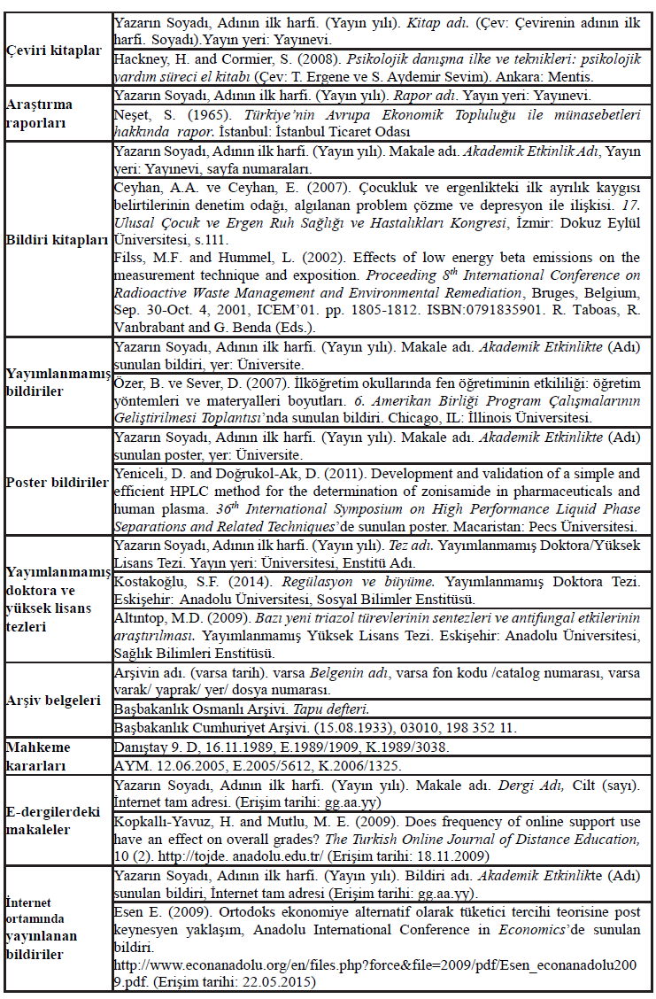 Çeviri kitaplar
Yazarın Soyadı, Adının ilk harfi. (Yayın yılı). Kitap adı. (Çev: Çevirenin adının ilk
harfi. Soyadı).Yayın yeri: Yayınevi.
Hackney, H. and Cormier, S. (2008). Psikolojik danışma ilke ve teknikleri: psikolojik
yardım süreci el kitabı (Çev: T. Ergene ve S. Aydemir Sevim). Ankara: Mentis.
Araştırma
raporları
Yazarın Soyadı, Adının ilk harfi. (Yayın yılı). Rapor adı. Yayın yeri: Yayınevi.
Neşet, S. (1965). Türkiye’nin Avrupa Ekonomik Topluluğu ile münasebetleri
hakkında rapor. İstanbul: İstanbul Ticaret Odası
Bildiri kitapları
Yazarın Soyadı, Adının ilk harfi. (Yayın yılı). Makale adı. Akademik Etkinlik Adı, Yayın
yeri: Yayınevi, sayfa numaraları.
Ceyhan, A.A. ve Ceyhan, E. (2007). Çocukluk ve ergenlikteki ilk ayrılık kaygısı
belirtilerinin denetim odağı, algılanan problem çözme ve depresyon ile ilişkisi. 17.
Ulusal Çocuk ve Ergen Ruh Sağlığı ve Hastalıkları Kongresi, İzmir: Dokuz Eylül
Üniversitesi, s.111.
Filss, M.F. and Hummel, L. (2002). Effects of low energy beta emissions on the
measurement technique and exposition. Proceeding 8th International Conference on
Radioactive Waste Management and Environmental Remediation, Bruges, Belgium,
Sep. 30-Oct. 4, 2001, ICEM’01. pp. 1805-1812. ISBN:0791835901. R. Taboas, R.
Vanbrabant and G. Benda (Eds.).
Yayımlanmamış
bildiriler
Yazarın Soyadı, Adının ilk harfi. (Yayın yılı). Makale adı. Akademik Etkinlikte (Adı)
sunulan bildiri, yer: Üniversite.
Özer, B. ve Sever, D. (2007). İlköğretim okullarında fen öğretiminin etkililiği: öğretim
yöntemleri ve materyalleri boyutları. 6. Amerikan Birliği Program Çalışmalarının
Geliştirilmesi Toplantısı’nda sunulan bildiri. Chicago, IL: İllinois Üniversitesi.
Poster bildiriler
Yazarın Soyadı, Adının ilk harfi. (Yayın yılı). Makale adı. Akademik Etkinlikte (Adı)
sunulan poster, yer: Üniversite.
Yeniceli, D. and Doğrukol-Ak, D. (2011). Development and validation of a simple and
efficient HPLC method for the determination of zonisamide in pharmaceuticals and
human plasma. 36th International Symposium on High Performance Liquid Phase
Separations and Related Techniques’de sunulan poster. Macaristan: Pecs Üniversitesi.
Yayımlanmamış
doktora ve
yüksek lisans
tezleri
Yazarın Soyadı, Adının ilk harfi. (Yayın yılı). Tez adı. Yayımlanmamış Doktora/Yüksek
Lisans Tezi. Yayın yeri: Üniversitesi, Enstitü Adı.
Kostakoğlu, S.F. (2014). Regülasyon ve büyüme. Yayımlanmamış Doktora Tezi.
Eskişehir: Anadolu Üniversitesi, Sosyal Bilimler Enstitüsü.
Altıntop, M.D. (2009). Bazı yeni triazol türevlerinin sentezleri ve antifungal etkilerinin
araştırılması. Yayımlanmamış Yüksek Lisans Tezi. Eskişehir: Anadolu Üniversitesi,
Sağlık Bilimleri Enstitüsü.
Arşiv belgeleri
Arşivin adı. (varsa tarih). varsa Belgenin adı, varsa fon kodu /catalog numarası, varsa
varak/ yaprak/ yer/ dosya numarası.
Başbakanlık Osmanlı Arşivi. Tapu defteri.
Başbakanlık Cumhuriyet Arşivi. (15.08.1933), 03010, 198 352 11.
Mahkeme
kararları
Danıştay 9. D, 16.11.1989, E.1989/1909, K.1989/3038.
AYM. 12.06.2005, E.2005/5612, K.2006/1325.
E-dergilerdeki
makaleler
Yazarın Soyadı, Adının ilk harfi. (Yayın yılı). Makale adı. Dergi Adı, Cilt (sayı).
İnternet tam adresi. (Erişim tarihi: gg.aa.yy)
Kopkallı-Yavuz, H. and Mutlu, M. E. (2009). Does frequency of online support use
have an effect on overall grades? The Turkish Online Journal of Distance Education,
10 (2). http://tojde. anadolu.edu.tr/ (Erişim tarihi: 18.11.2009)
İnternet
ortamında
yayınlanan
bildiriler
Yazarın Soyadı, Adının ilk harfi. (Yayın yılı). Bildiri adı. Akademik Etkinlikte (Adı)
sunulan bildiri, İnternet tam adresi (Erişim tarihi: gg.aa.yy).
Esen E. (2009). Ortodoks ekonomiye alternatif olarak tüketici tercihi teorisine post
keynesyen yaklaşım, Anadolu International Conference in Economics’de sunulan
bildiri.
http://www.econanadolu.org/en/files.php?force&file=2009/pdf/Esen_econanadolu200
9.pdf. (Erişim tarihi: 22.05.2015)